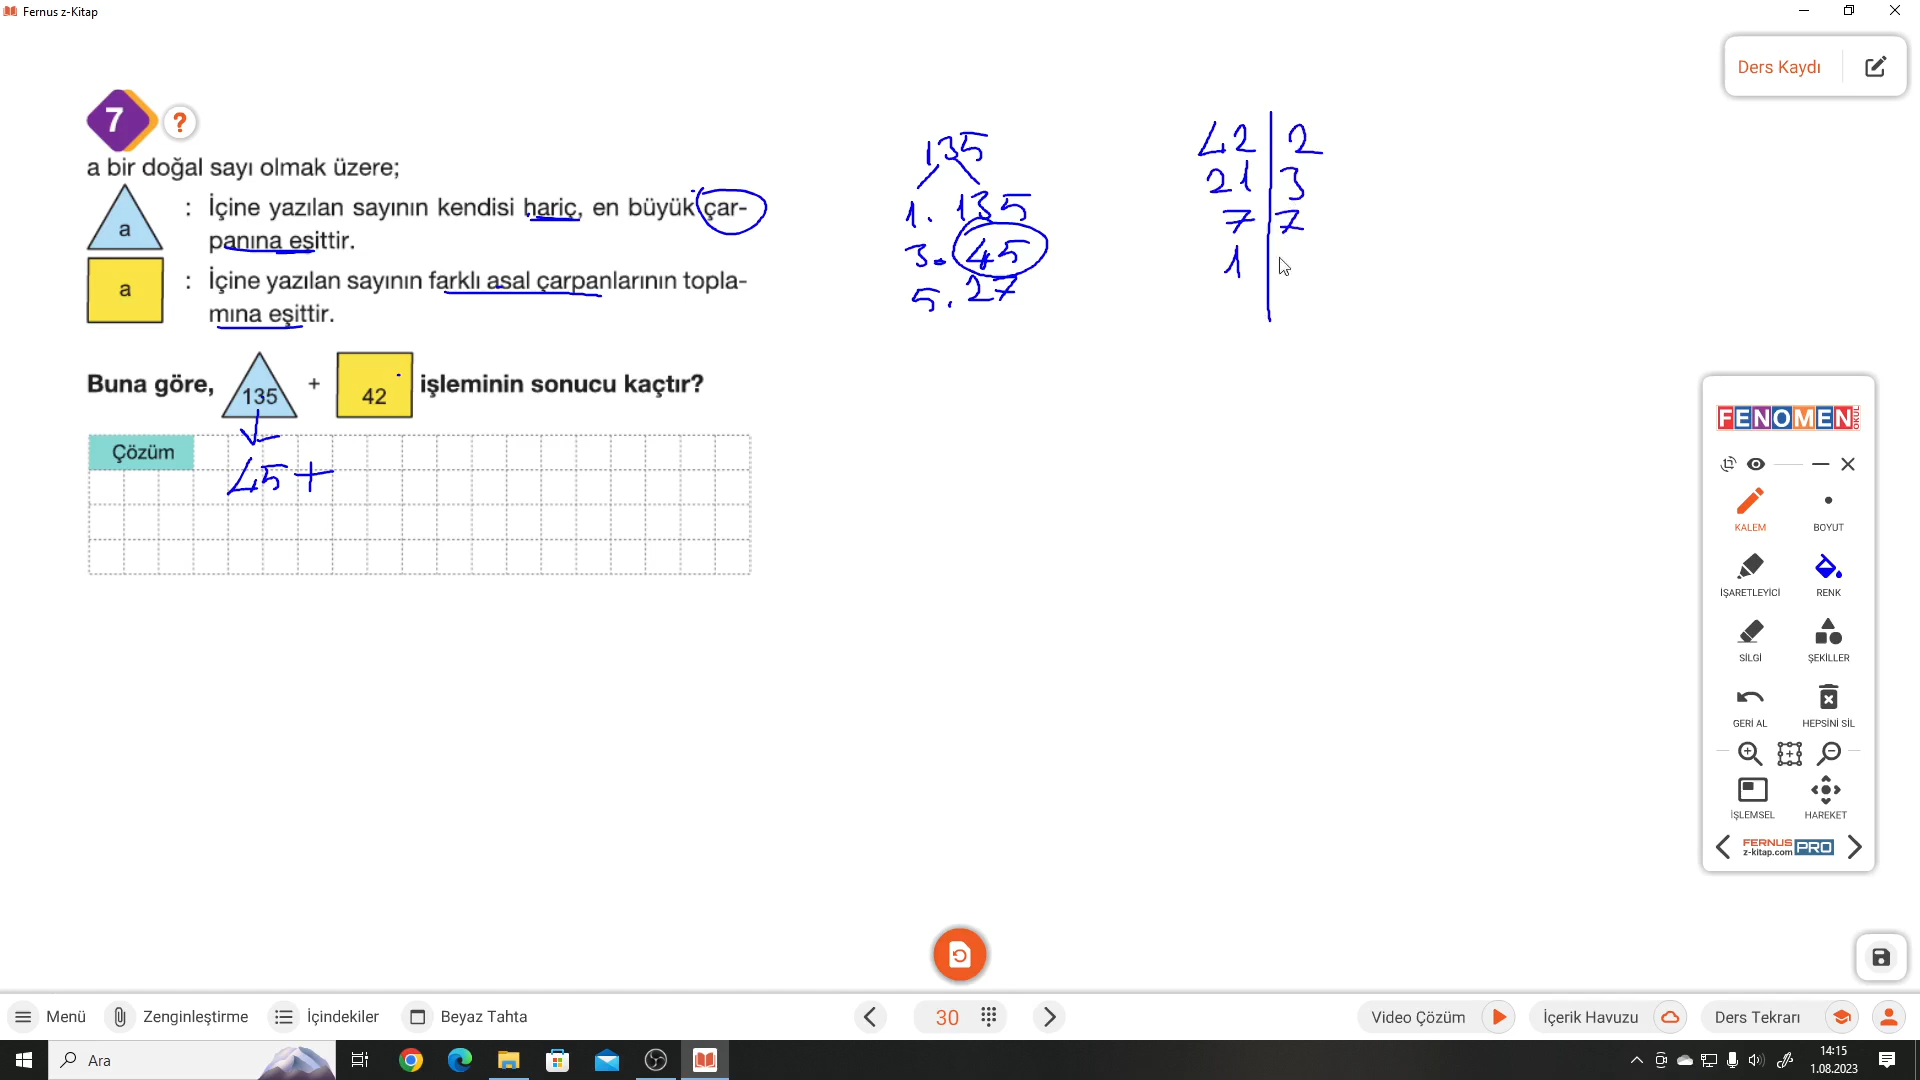 Fernus z-Kitap
Ders Kaydı
7 ?
a bir doğal sayı olmak üzere;
a : İçine yazılan sayının kendisi hariç, en büyük çar-
panına eşittir.
a : İçine yazılan sayının farklı asal çarpanlarının topla-
mına eşittir.
Buna göre, 135 + 42 işleminin sonucu kaçtır?
Çözüm
45 +
135
1 . 135
3 . 45
5 . 27
42 2
21 3
7 7
1
FENOMEN OKUL
KALEM BOYUT
İŞARETLEYİCİ RENK
SİLGİ ŞEKİLLER
GERİ AL HEPSİNİ SİL
İŞLEMSEL HAREKET
FERNUS
z-kitap.com PRO
Menü Zenginleştirme İçindekiler Beyaz Tahta 30 Video Çözüm İçerik Havuzu Ders Tekrarı
Ara
14:15
1.08.2023